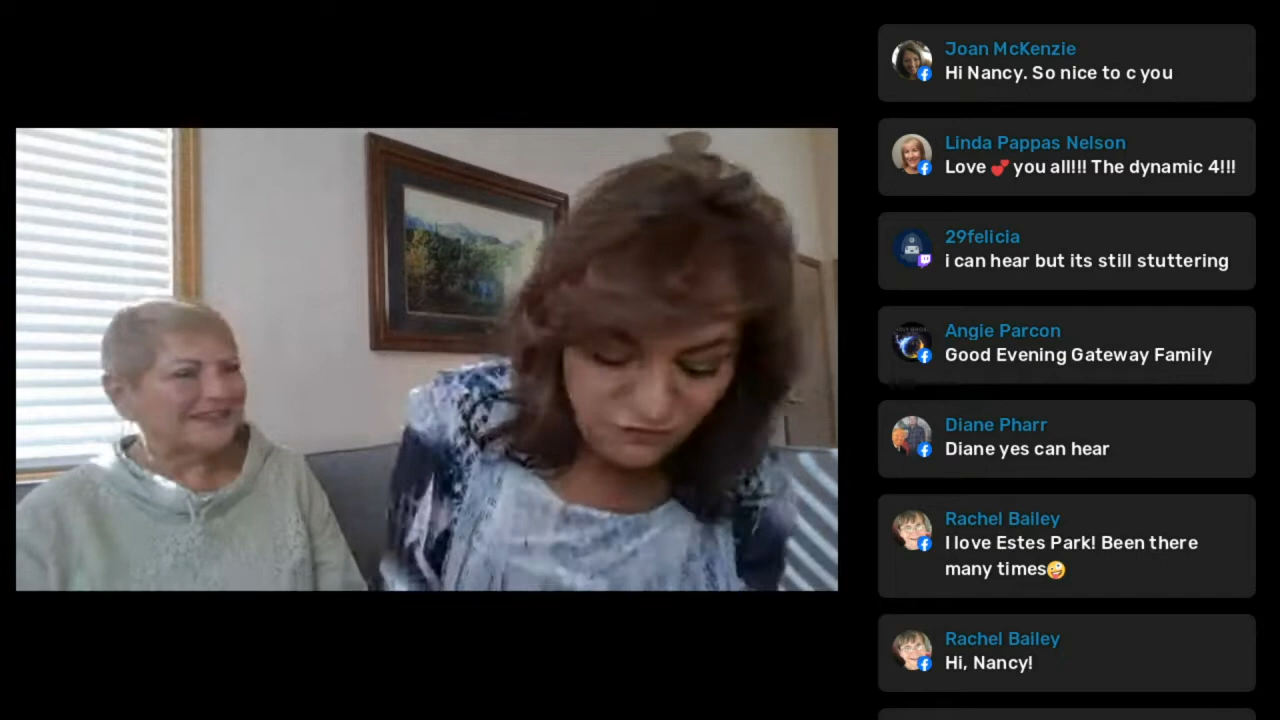 Joan McKenzie
Hi Nancy. So nice to c you
Linda Pappas Nelson
Love 💕 you all!!! The dynamic 4!!!
29felicia
i can hear but its still stuttering
Angie Parcon
Good Evening Gateway Family
Diane Pharr
Diane yes can hear
Rachel Bailey
I love Estes Park! Been there
many times🤪
Rachel Bailey
Hi, Nancy!